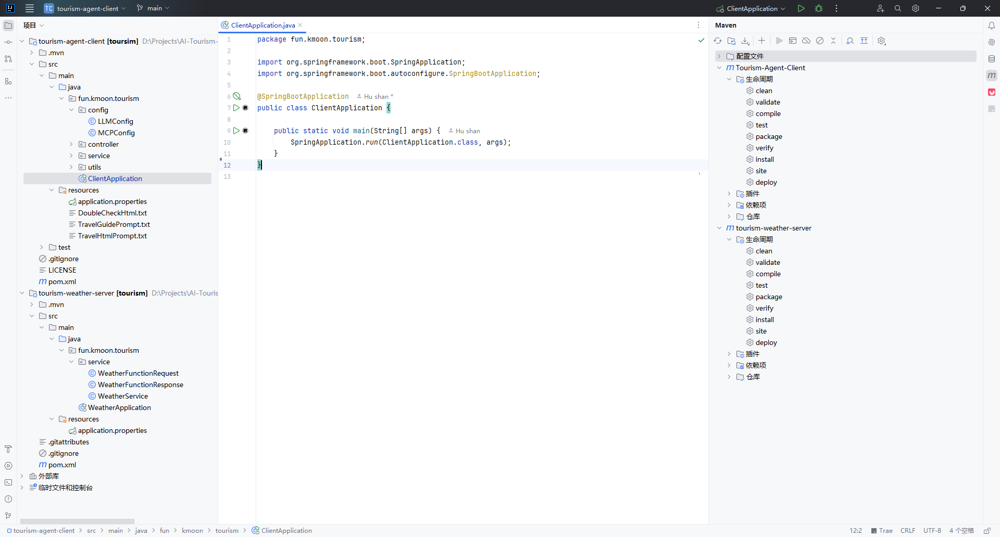 TC tourism-agent-client main ClientApplication
项目
tourism-agent-client [toursim] D:\Projects\AI-Tourism-
.mvn
src
main
java
fun.kmoon.tourism
config
LLMConfig
MCPConfig
controller
service
utils
ClientApplication
resources
application.properties
DoubleCheckHtml.txt
TravelGuidePrompt.txt
TravelHtmlPrompt.txt
test
.gitignore
LICENSE
pom.xml
tourism-weather-server [tourism] D:\Projects\AI-Touris
.mvn
src
main
java
fun.kmoon.tourism
service
WeatherFunctionRequest
WeatherFunctionResponse
WeatherService
WeatherApplication
resources
application.properties
.gitattributes
.gitignore
pom.xml
外部库
临时文件和控制台
ClientApplication.java
1 package fun.kmoon.tourism;
2
3 import org.springframework.boot.SpringApplication;
4 import org.springframework.boot.autoconfigure.SpringBootApplication;
5
6 @SpringBootApplication Hu shan *
7 public class ClientApplication {
8
9 public static void main(String[] args) { Hu shan
10 SpringApplication.run(ClientApplication.class, args);
11 }
12 }
13
Maven
配置文件
Tourism-Agent-Client
生命周期
clean
validate
compile
test
package
verify
install
site
deploy
插件
依赖项
仓库
tourism-weather-server
生命周期
clean
validate
compile
test
package
verify
install
site
deploy
插件
依赖项
仓库
tourism-agent-client > src > main > java > fun > kmoon > tourism > ClientApplication
12:2 Trae CRLF UTF-8 4 个空格